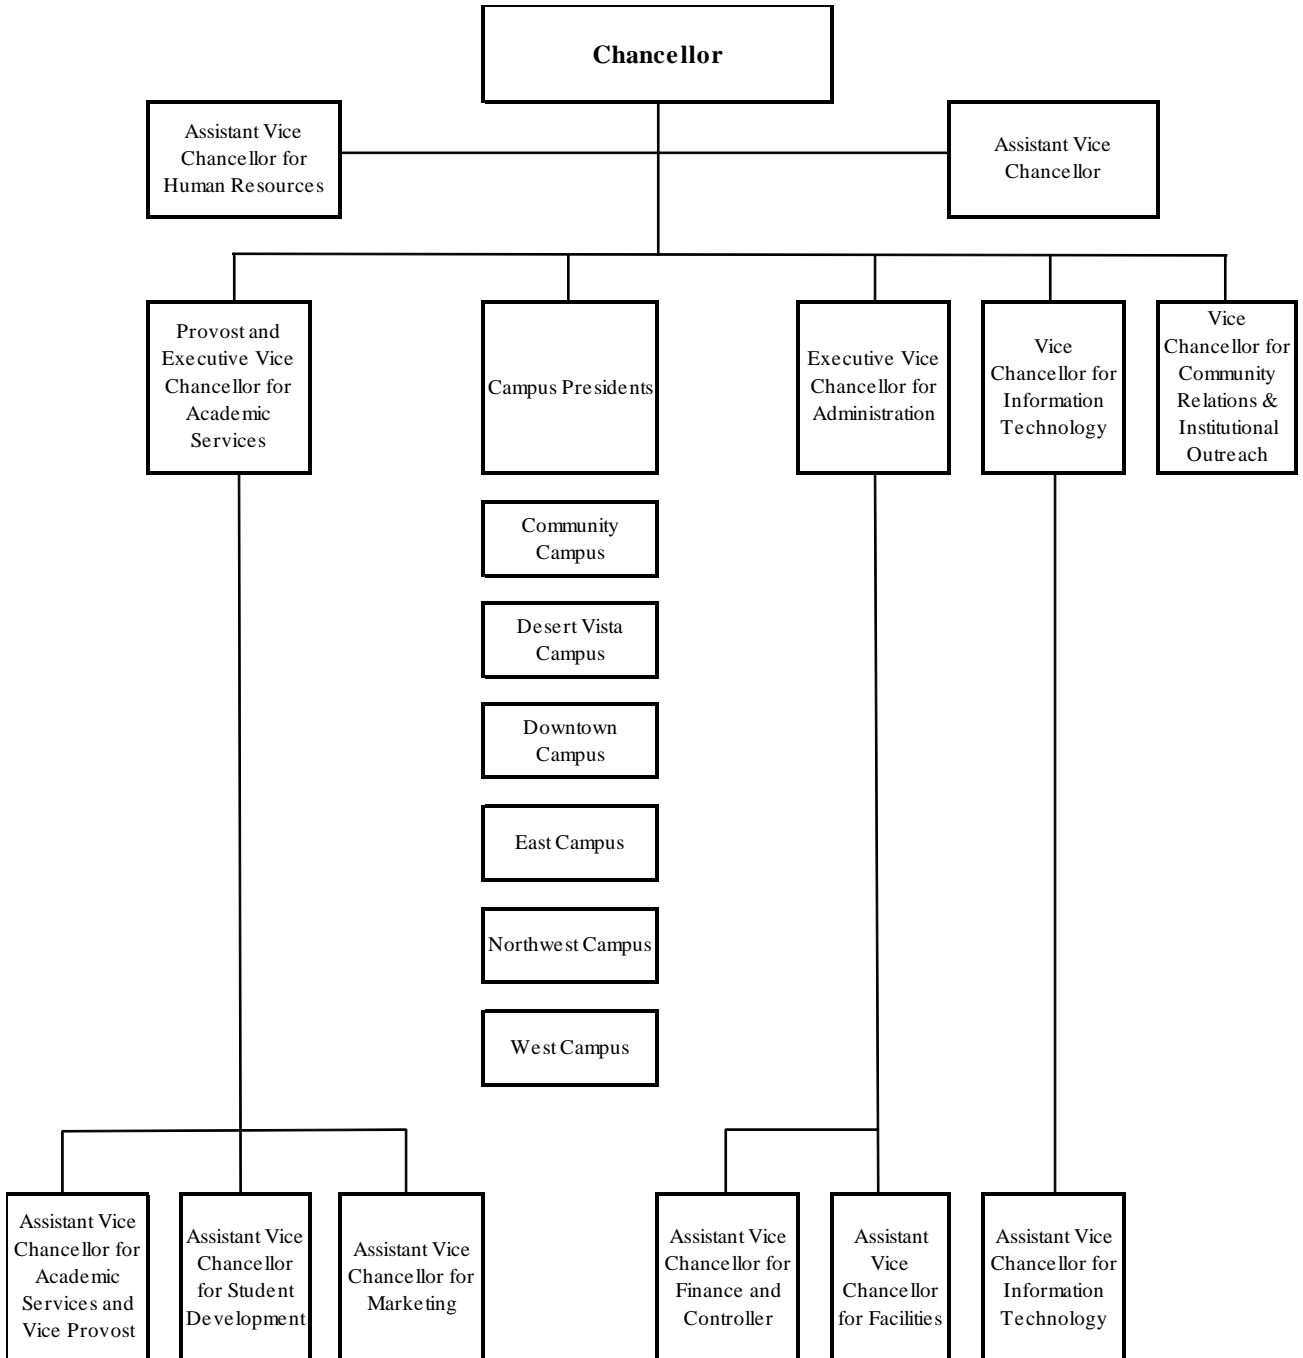 Chancellor
Assistant Vice
Chancellor for
Human Resources
Assistant Vice
Chancellor
Provost and
Executive Vice
Chancellor for
Academic
Services
Campus Presidents
Executive Vice
Chancellor for
Administration
Vice
Chancellor for
Information
Technology
Vice
Chancellor for
Community
Relations &
Institutional
Outreach
Community
Campus
Desert Vista
Campus
Downtown
Campus
East Campus
Northwest Campus
West Campus
Assistant Vice
Chancellor for
Academic
Services and
Vice Provost
Assistant Vice
Chancellor
for Student
Development
Assistant Vice
Chancellor for
Marketing
Assistant Vice
Chancellor for
Finance and
Controller
Assistant
Vice
Chancellor
for Facilities
Assistant Vice
Chancellor for
Information
Technology